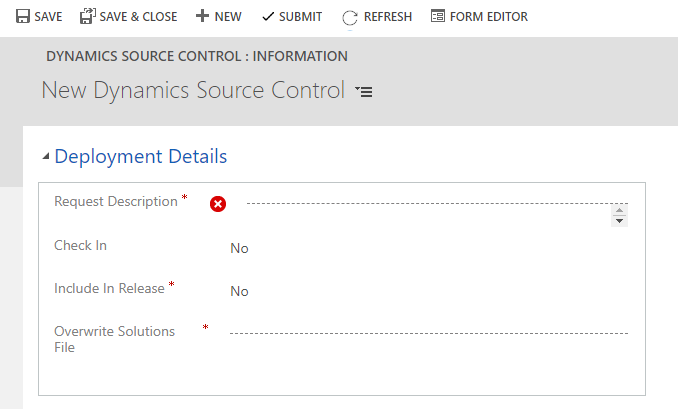 SAVE SAVE & CLOSE NEW SUBMIT REFRESH FORM EDITOR
DYNAMICS SOURCE CONTROL : INFORMATION
New Dynamics Source Control
Deployment Details
Request Description *
Check In No
Include In Release * No
Overwrite Solutions *
File